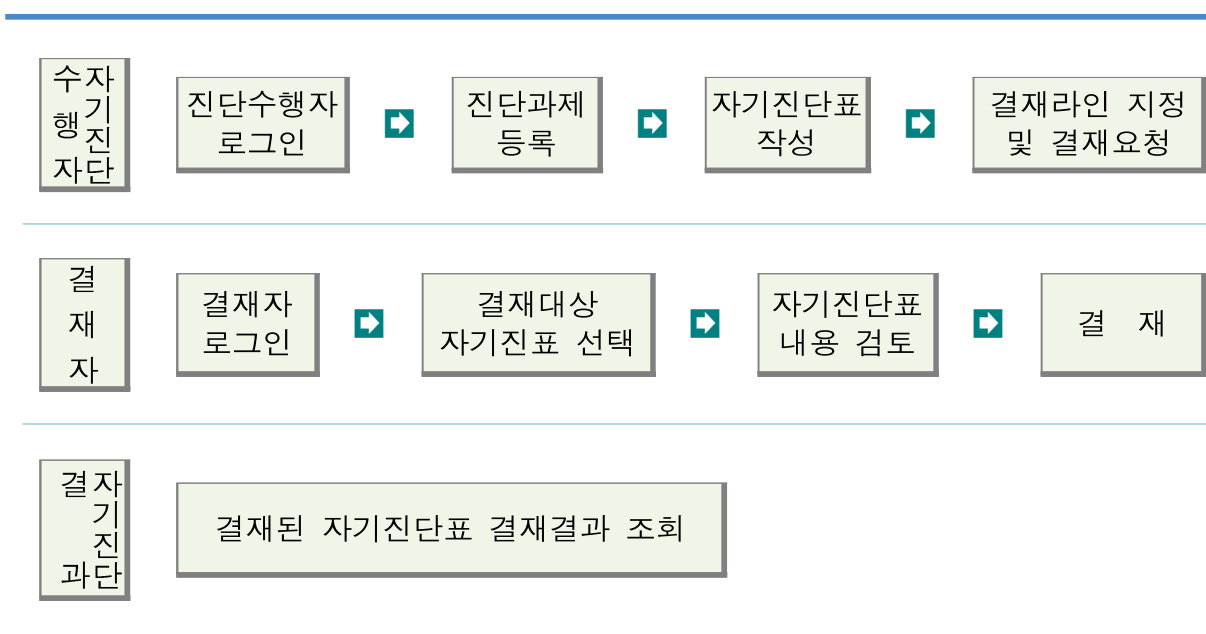 자기진단
수행자
진단수행자
로그인
진단과제
등록
자기진단표
작성
결재라인 지정
및 결재요청
결재자
결재자
로그인
결재대상
자기진표 선택
자기진단표
내용 검토
결 재
자기진단
결과
결재된 자기진단표 결재결과 조회